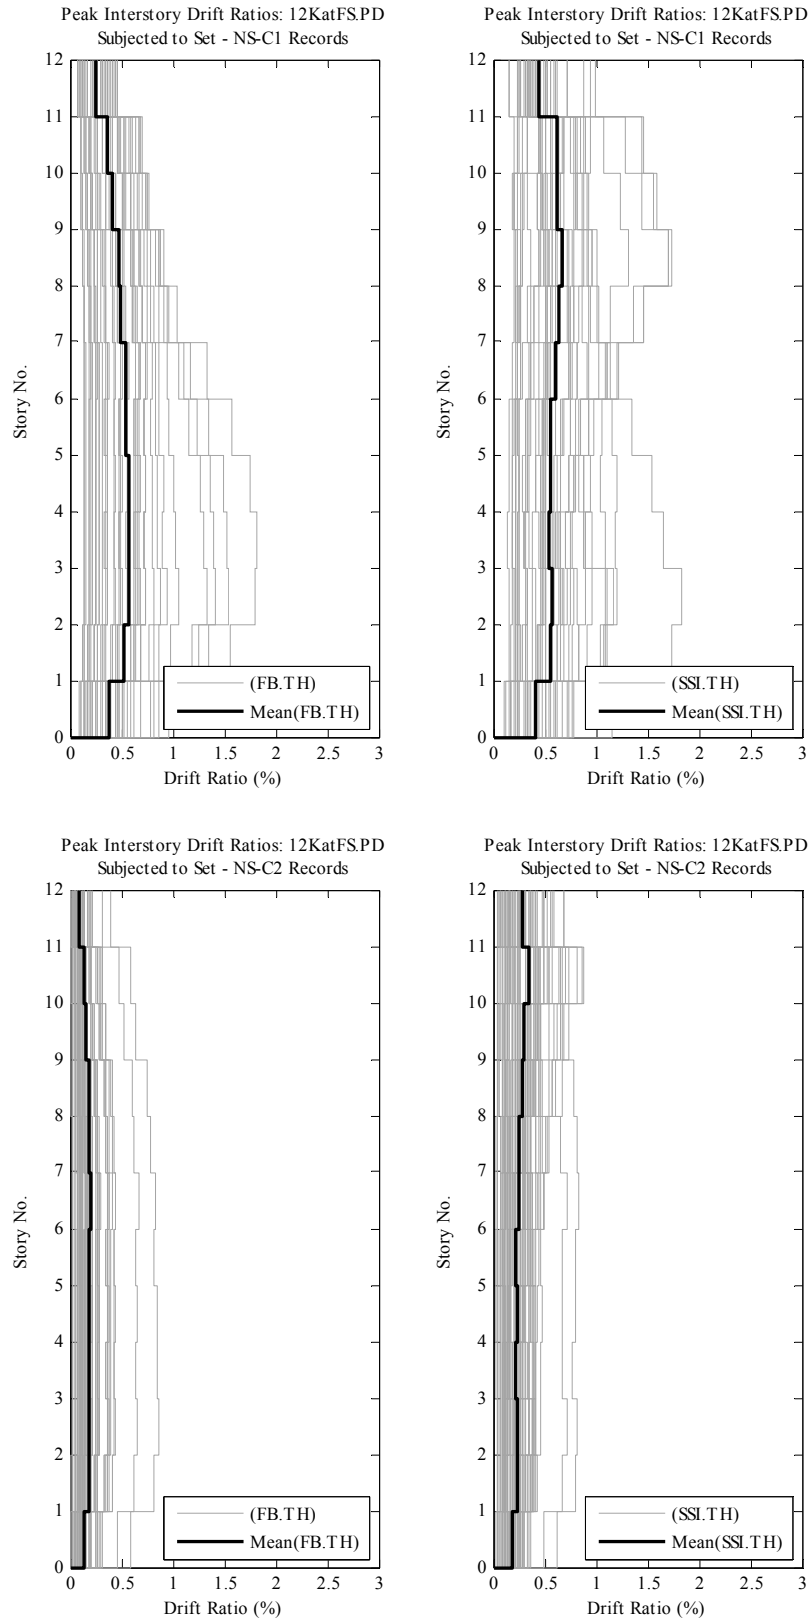 Peak Interstory Drift Ratios: 12KatFS.PD
Subjected to Set - NS-C1 Records
12
11
10
9
8
7
6
5
4
3
2
1
0
Story No.
(FB.TH)
Mean(FB.TH)
0 0.5 1 1.5 2 2.5 3
Drift Ratio (%)
Peak Interstory Drift Ratios: 12KatFS.PD
Subjected to Set - NS-C1 Records
12
11
10
9
8
7
6
5
4
3
2
1
0
Story No.
(SSI.TH)
Mean(SSI.TH)
0 0.5 1 1.5 2 2.5 3
Drift Ratio (%)
Peak Interstory Drift Ratios: 12KatFS.PD
Subjected to Set - NS-C2 Records
12
11
10
9
8
7
6
5
4
3
2
1
0
Story No.
(FB.TH)
Mean(FB.TH)
0 0.5 1 1.5 2 2.5 3
Drift Ratio (%)
Peak Interstory Drift Ratios: 12KatFS.PD
Subjected to Set - NS-C2 Records
12
11
10
9
8
7
6
5
4
3
2
1
0
Story No.
(SSI.TH)
Mean(SSI.TH)
0 0.5 1 1.5 2 2.5 3
Drift Ratio (%)